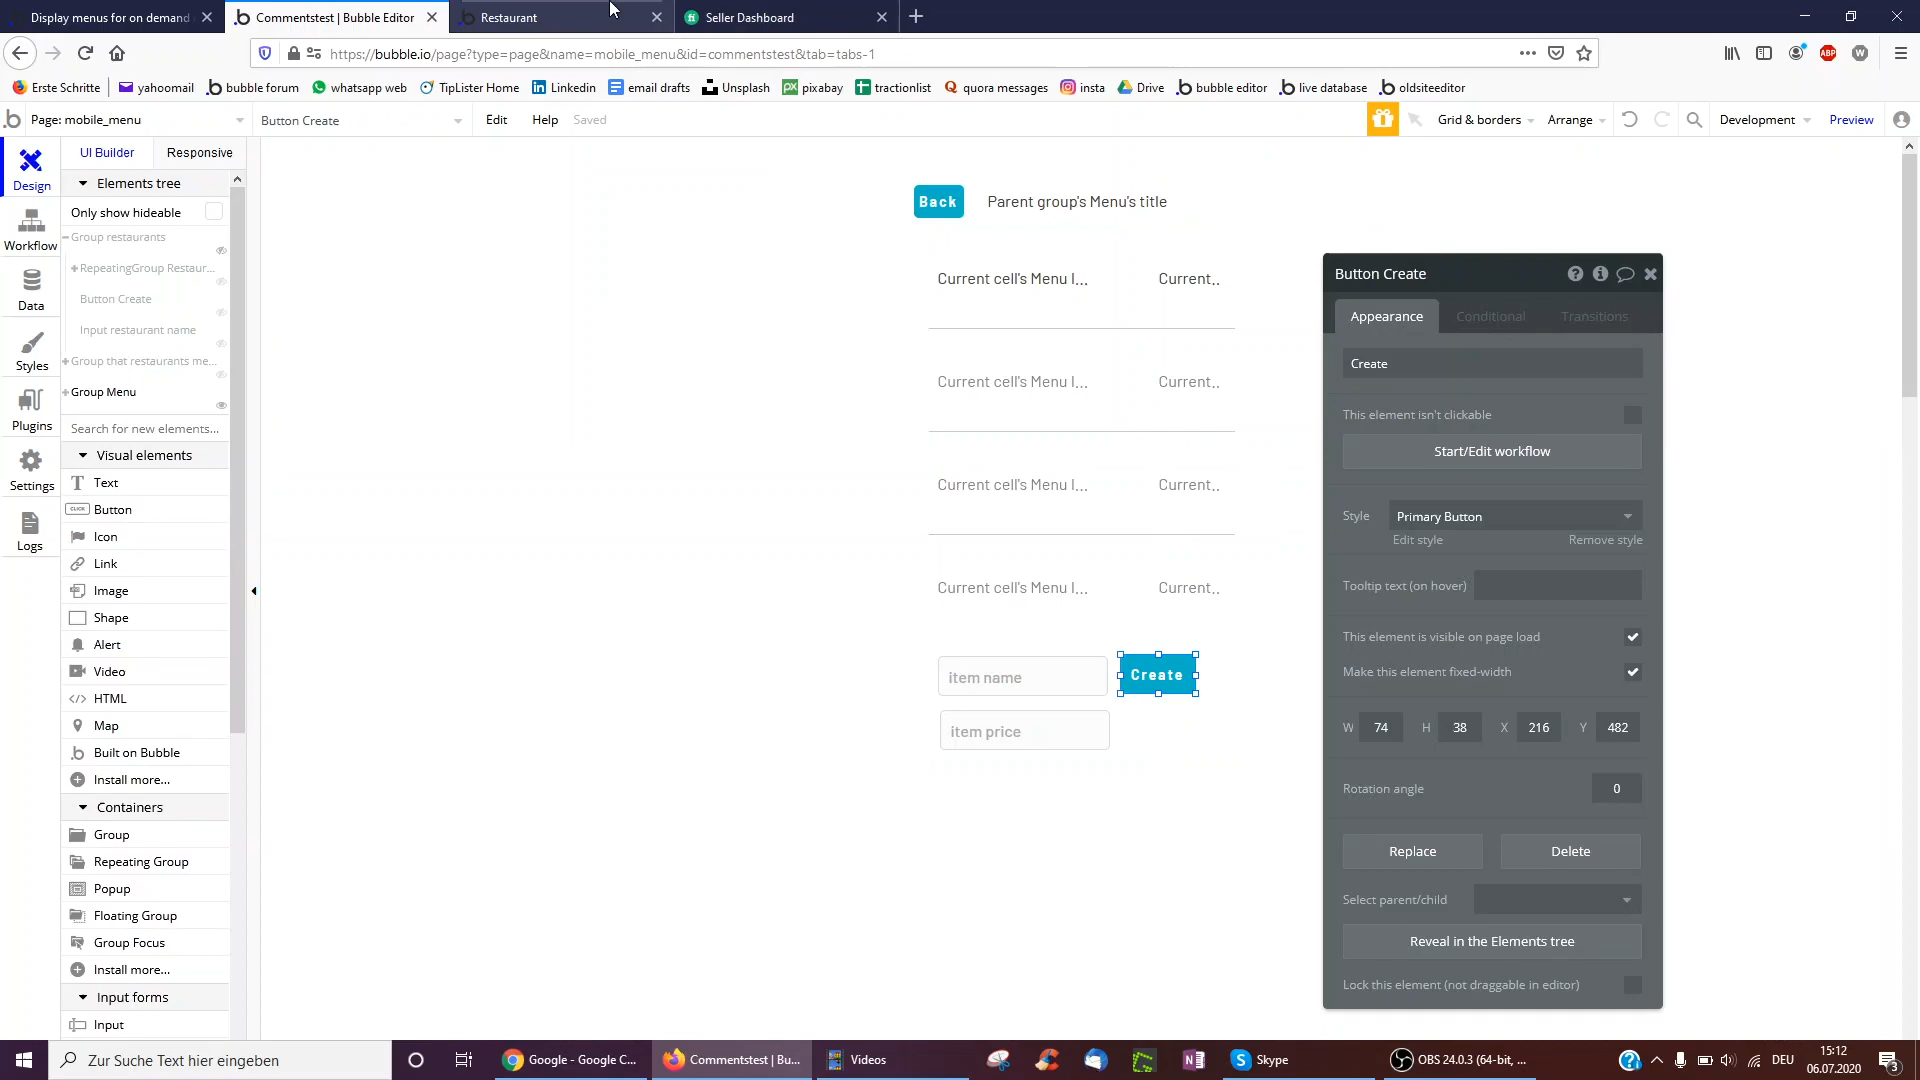 Display menus for on demand
Commentstest | Bubble Editor
Restaurant
Seller Dashboard
https://bubble.io/page?type=page&name=mobile_menu&id=commentstest&tab=tabs-1
Erste Schritte
yahoomail
bubble forum
whatsapp web
TipLister Home
Linkedin
email drafts
Unsplash
pixabay
tractionlist
quora messages
insta
Drive
bubble editor
live database
oldsiteeditor
Page: mobile_menu
Button Create
Edit
Help
Saved
Grid & borders
Arrange
Development
Preview
Design
Workflow
Data
Styles
Plugins
Settings
Logs
UI Builder
Responsive
Elements tree
Only show hideable
Group restaurants
RepeatingGroup Restaur...
Button Create
Input restaurant name
Group that restaurants me...
Group Menu
Search for new elements...
Visual elements
Text
CLICK
Button
Icon
Link
Image
Shape
Alert
Video
HTML
Map
Built on Bubble
Install more...
Containers
Group
Repeating Group
Popup
Floating Group
Group Focus
Install more...
Input forms
Input
Back
Parent group's Menu's title
Current cell's Menu I...
Current..
Current cell's Menu I...
Current..
Current cell's Menu I...
Current..
Current cell's Menu I...
Current..
item name
Create
item price
Button Create
Appearance
Conditional
Transitions
Create
This element isn't clickable
Start/Edit workflow
Style
Primary Button
Edit style
Remove style
Tooltip text (on hover)
This element is visible on page load
Make this element fixed-width
W 74 H 38 X 216 Y 482
Rotation angle
0
Replace
Delete
Select parent/child
Reveal in the Elements tree
Lock this element (not draggable in editor)
Zur Suche Text hier eingeben
Google - Google C...
Commentstest | Bu...
Videos
Skype
OBS 24.0.3 (64-bit, ...
DEU
15:12
06.07.2020
3